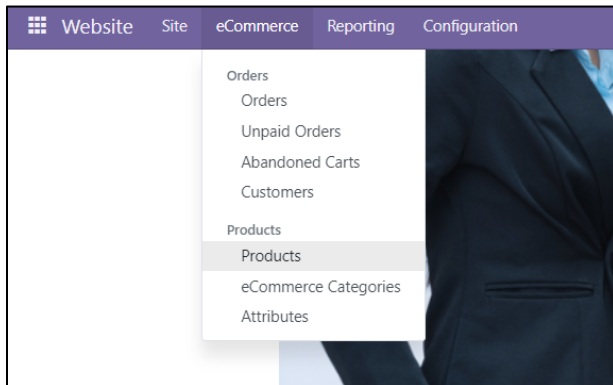 Website Site eCommerce Reporting Configuration
Orders
Orders
Unpaid Orders
Abandoned Carts
Customers
Products
Products
eCommerce Categories
Attributes